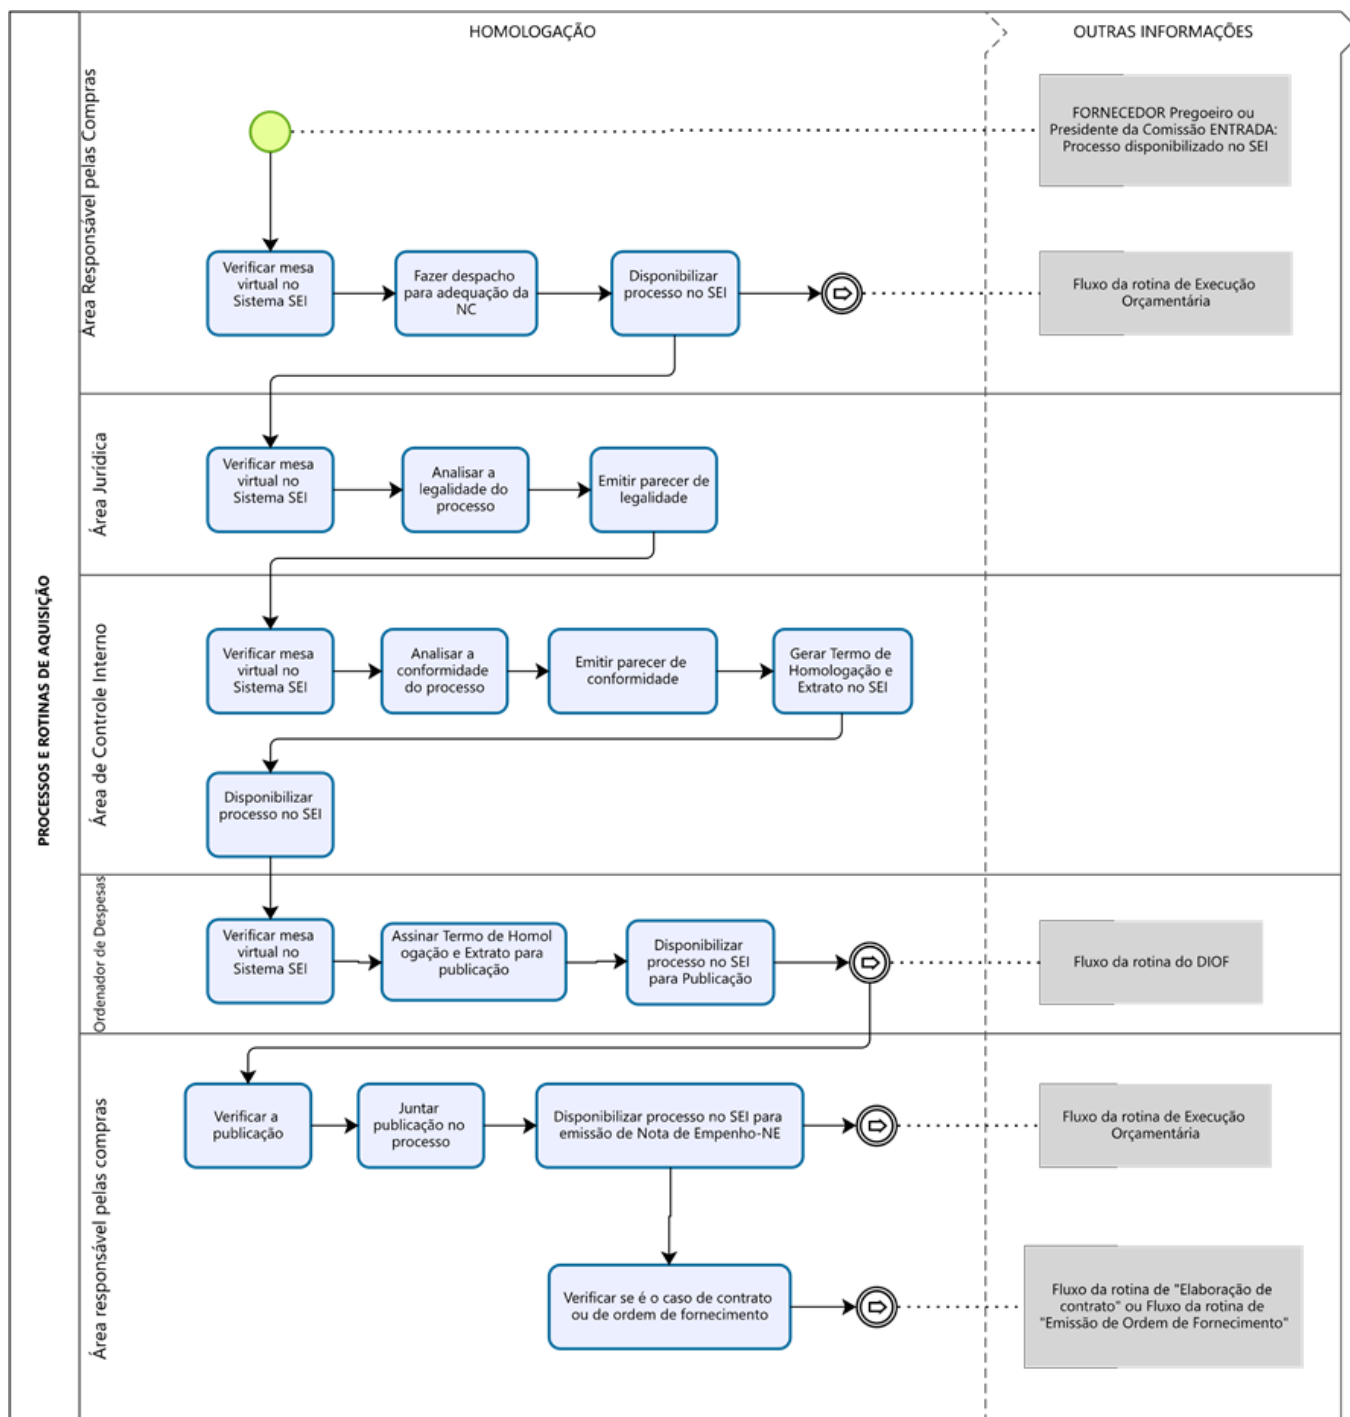 HOMOLOGAÇÃO
OUTRAS INFORMAÇÕES
PROCESSOS E ROTINAS DE AQUISIÇÃO
Área Responsável pelas Compras
FORNECEDOR Pregoeiro ou
Presidente da Comissão ENTRADA:
Processo disponibilizado no SEI
Verificar mesa
virtual no
Sistema SEI
Fazer despacho
para adequação da
NC
Disponibilizar
processo no SEI
Fluxo da rotina de Execução
Orçamentária
Área Jurídica
Verificar mesa
virtual no
Sistema SEI
Analisar a
legalidade do
processo
Emitir parecer de
legalidade
Área de Controle Interno
Verificar mesa
virtual no
Sistema SEI
Analisar a
conformidade
do processo
Emitir parecer de
conformidade
Gerar Termo de
Homologação e
Extrato no SEI
Disponibilizar
processo no SEI
Ordenador de Despesas
Verificar mesa
virtual no
Sistema SEI
Assinar Termo de Homol
ogação e Extrato para
publicação
Disponibilizar
processo no SEI
para Publicação
Fluxo da rotina do DIOF
Área responsável pelas compras
Verificar a
publicação
Juntar
publicação no
processo
Disponibilizar processo no SEI para
emissão de Nota de Empenho-NE
Fluxo da rotina de Execução
Orçamentária
Verificar se é o caso de contrato
ou de ordem de fornecimento
Fluxo da rotina de "Elaboração de
contrato" ou Fluxo da rotina de
"Emissão de Ordem de Fornecimento"